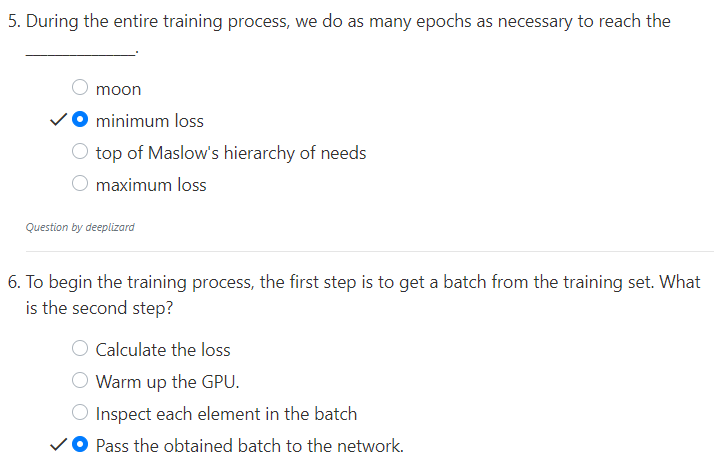 5. During the entire training process, we do as many epochs as necessary to reach the
_______________.
moon
minimum loss
top of Maslow's hierarchy of needs
maximum loss
Question by deeplizard
6. To begin the training process, the first step is to get a batch from the training set. What
is the second step?
Calculate the loss
Warm up the GPU.
Inspect each element in the batch
Pass the obtained batch to the network.